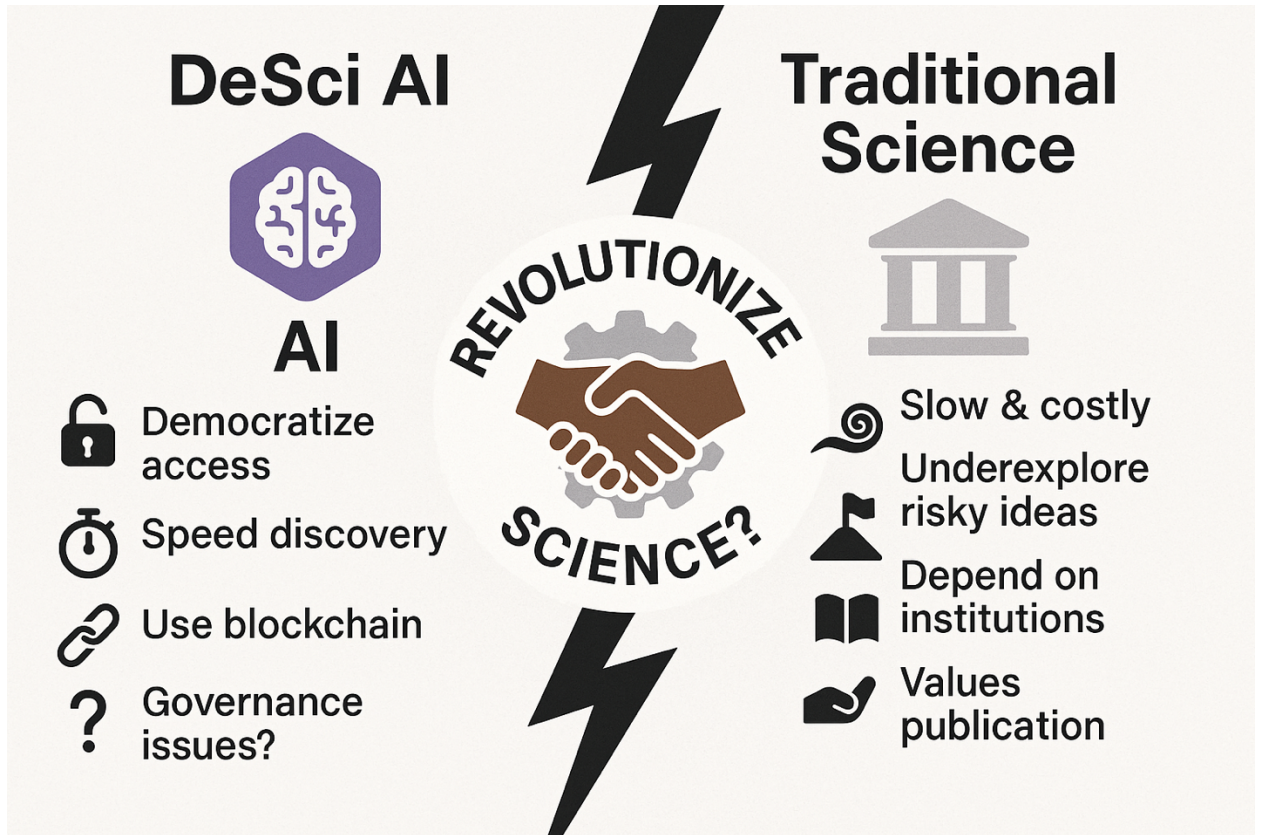 DeSci AI
AI
Democratize
access
Speed discovery
Use blockchain
Governance
issues?
REVOLUTIONIZE
SCIENCE?
Traditional
Science
Slow & costly
Underexplore
risky ideas
Depend on
institutions
Values
publication